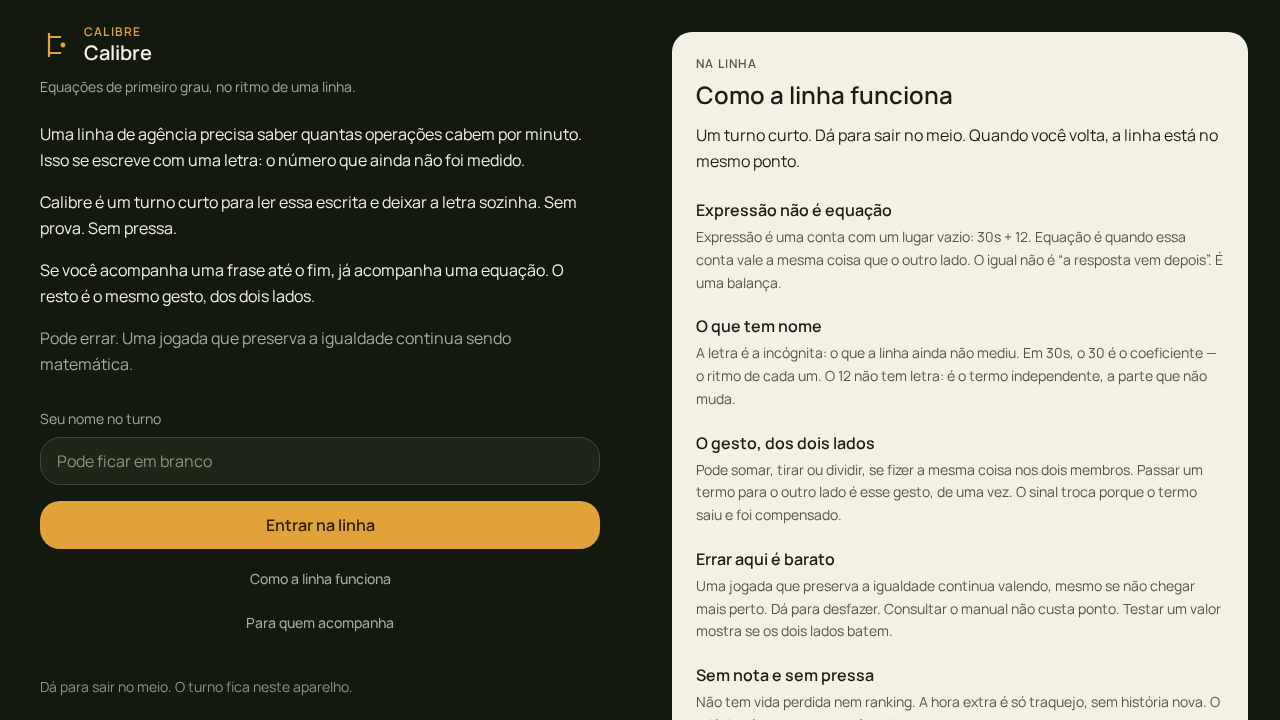 CALIBRE
Calibre
Equações de primeiro grau, no ritmo de uma linha.
Uma linha de agência precisa saber quantas operações cabem por minuto.
Isso se escreve com uma letra: o número que ainda não foi medido.
Calibre é um turno curto para ler essa escrita e deixar a letra sozinha. Sem
prova. Sem pressa.
Se você acompanha uma frase até o fim, já acompanha uma equação. O
resto é o mesmo gesto, dos dois lados.
Pode errar. Uma jogada que preserva a igualdade continua sendo
matemática.
Seu nome no turno
Pode ficar em branco
Entrar na linha
Como a linha funciona
Para quem acompanha
Dá para sair no meio. O turno fica neste aparelho.
NA LINHA
Como a linha funciona
Um turno curto. Dá para sair no meio. Quando você volta, a linha está no
mesmo ponto.
Expressão não é equação
Expressão é uma conta com um lugar vazio: 30s + 12. Equação é quando essa
conta vale a mesma coisa que o outro lado. O igual não é “a resposta vem depois”. É
uma balança.
O que tem nome
A letra é a incógnita: o que a linha ainda não mediu. Em 30s, o 30 é o coeficiente —
o ritmo de cada um. O 12 não tem letra: é o termo independente, a parte que não
muda.
O gesto, dos dois lados
Pode somar, tirar ou dividir, se fizer a mesma coisa nos dois membros. Passar um
termo para o outro lado é esse gesto, de uma vez. O sinal troca porque o termo
saiu e foi compensado.
Errar aqui é barato
Uma jogada que preserva a igualdade continua valendo, mesmo se não chegar
mais perto. Dá para desfazer. Consultar o manual não custa ponto. Testar um valor
mostra se os dois lados batem.
Sem nota e sem pressa
Não tem vida perdida nem ranking. A hora extra é só traquejo, sem história nova. O